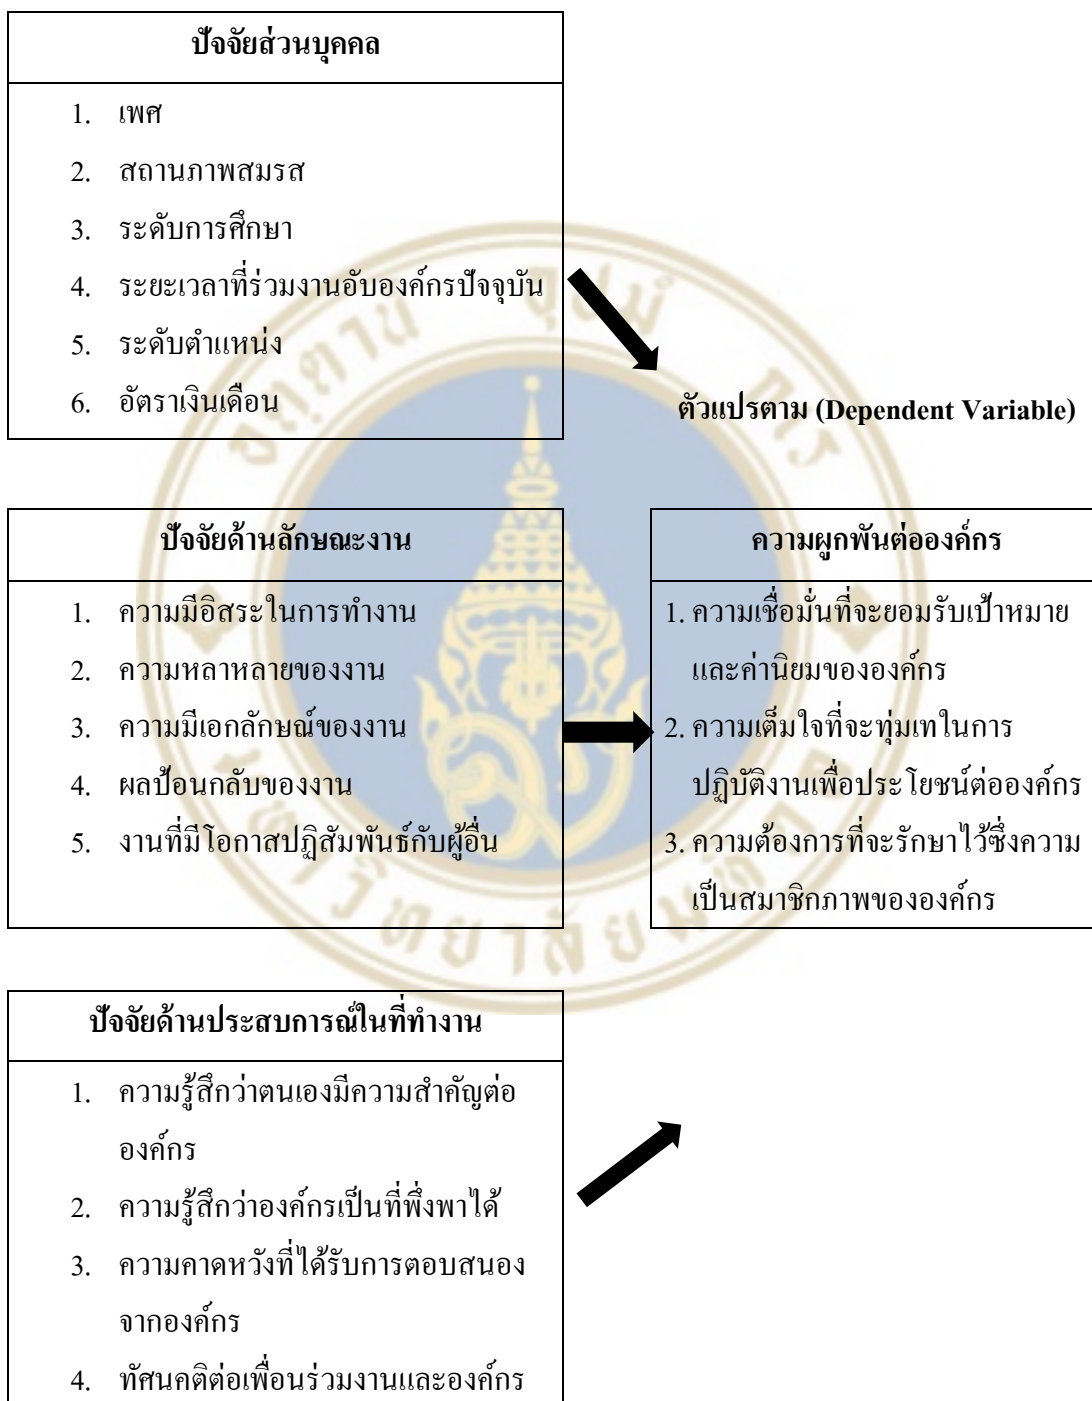 ปัจจัยส่วนบุคคล
1. เพศ
2. สถานภาพสมรส
3. ระดับการศึกษา
4. ระยะเวลาที่ร่วมงานอับองค์กรปัจจุบัน
5. ระดับตำแหน่ง
6. อัตราเงินเดือน
ตัวแปรตาม (Dependent Variable)
ปัจจัยด้านลักษณะงาน
1. ความมีอิสระในการทำงาน
2. ความหลาหลายของงาน
3. ความมีเอกลักษณ์ของงาน
4. ผลป้อนกลับของงาน
5. งานที่มีโอกาสปฏิสัมพันธ์กับผู้อื่น
ความผูกพันต่อองค์กร
1. ความเชื่อมั่นที่จะยอมรับเป้าหมาย
และค่านิยมขององค์กร
2. ความเต็มใจที่จะทุ่มเทในการ
ปฏิบัติงานเพื่อประโยชน์ต่อองค์กร
3. ความต้องการที่จะรักษาไว้ซึ่งความ
เป็นสมาชิกภาพขององค์กร
ปัจจัยด้านประสบการณ์ในที่ทำงาน
1. ความรู้สึกว่าตนเองมีความสำคัญต่อ
องค์กร
2. ความรู้สึกว่าองค์กรเป็นที่พึ่งพาได้
3. ความคาดหวังที่ได้รับการตอบสนอง
จากองค์กร
4. ทัศนคติต่อเพื่อนร่วมงานและองค์กร